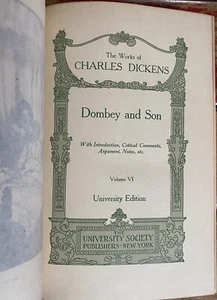 The Works of
CHARLES DICKENS
Dombey and Son
With Introduction, Critical Comments,
Argument, Notes, etc.
Volume VI
University Edition
THE
UNIVERSITY SOCIETY
PUBLISHERS - NEW YORK